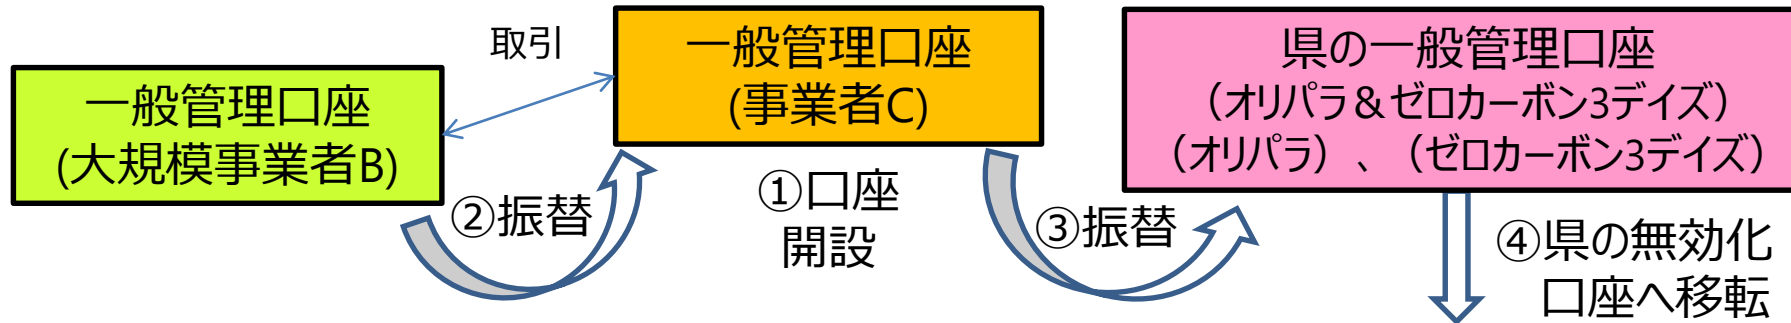 一般管理口座
(大規模事業者B)
取引
一般管理口座
(事業者C)
県の一般管理口座
（オリパラ＆ゼロカーボン3デイズ）
（オリパラ）、（ゼロカーボン3デイズ）
②振替
①口座
開設
③振替
④県の無効化
口座へ移転